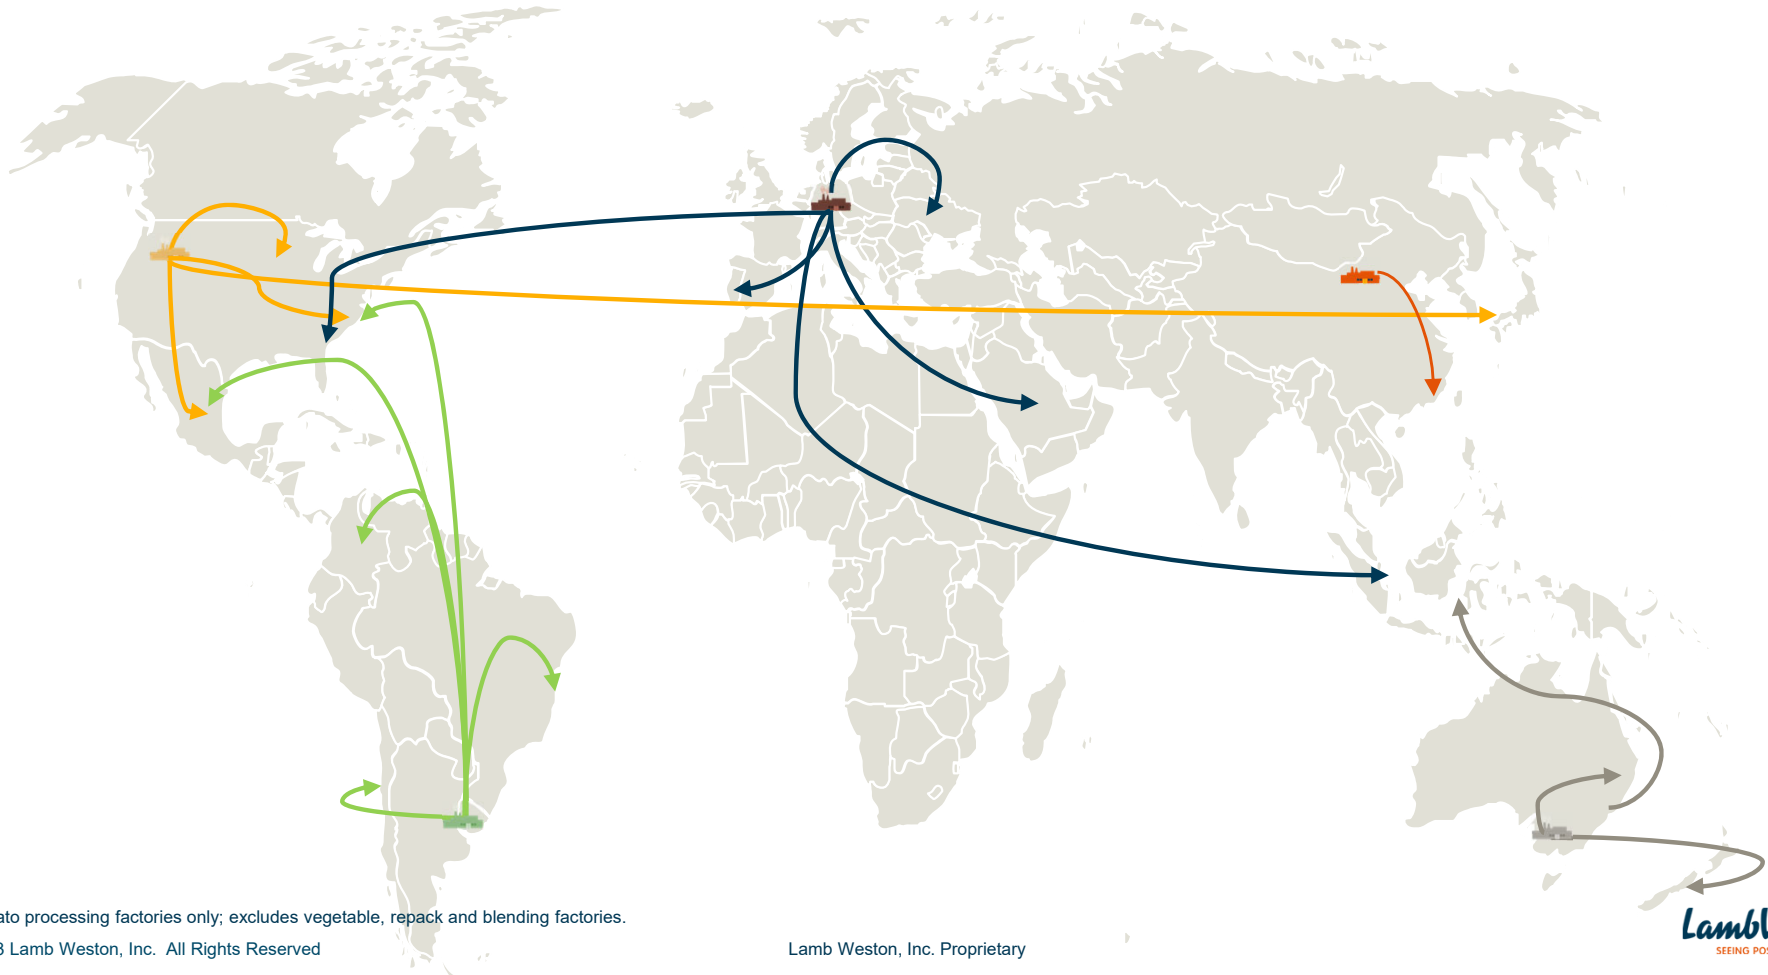 ato processing factories only; excludes vegetable, repack and blending factories.
3 Lamb Weston, Inc. All Rights Reserved
Lamb Weston, Inc. Proprietary
Lamb
SEEING POS